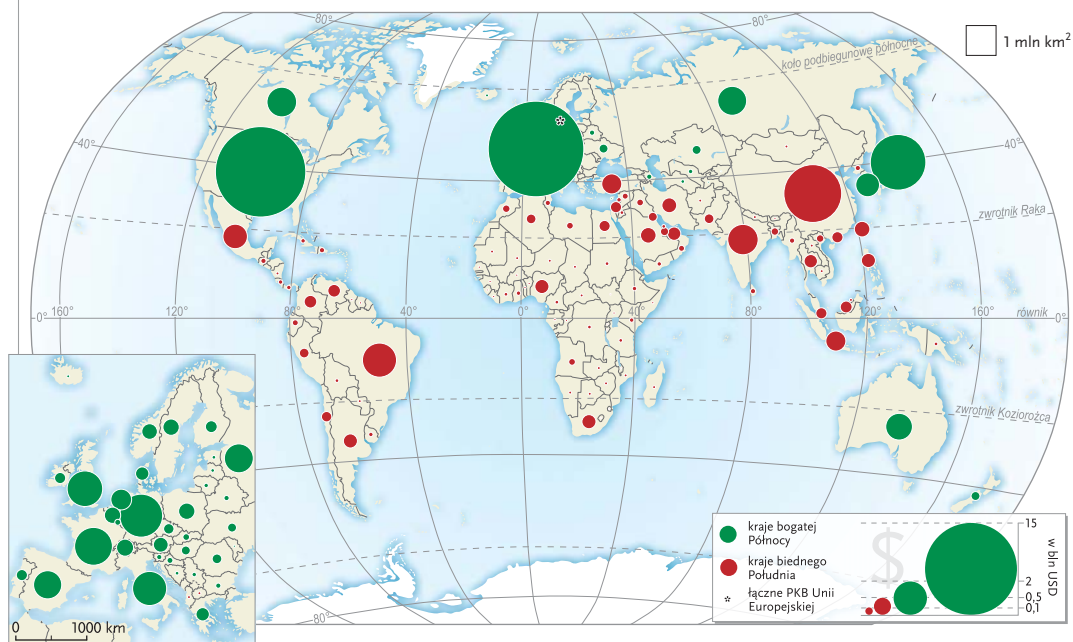 80°
80°
1 mln km²
koło podbiegunowe północne
40°
40°
zwrotnik Raka
0°
160°
120°
80°
40°
0°
40°
80°
120°
160°
równik
0°
zwrotnik Koziorożca
80°
0
1000 km
kraje bogatej
Północy
kraje biednego
Południa
łączne PKB Unii
Europejskiej
$
15
2
0,5
0,1
w bln USD